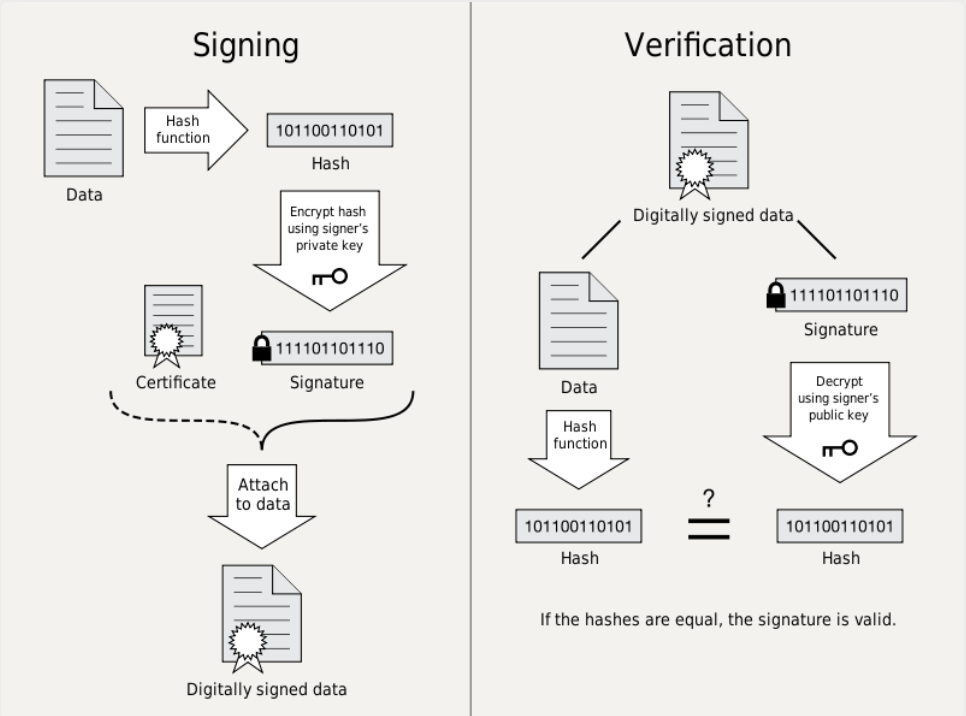 Signing
Hash
function
101100110101
Hash
Data
Encrypt hash
using signer's
private key
111101101110
Certificate
Signature
Attach
to data
Digitally signed data
Verification
Digitally signed data
111101101110
Signature
Data
Hash
function
Decrypt
using signer's
public key
101100110101
Hash
?
=
101100110101
Hash
If the hashes are equal, the signature is valid.